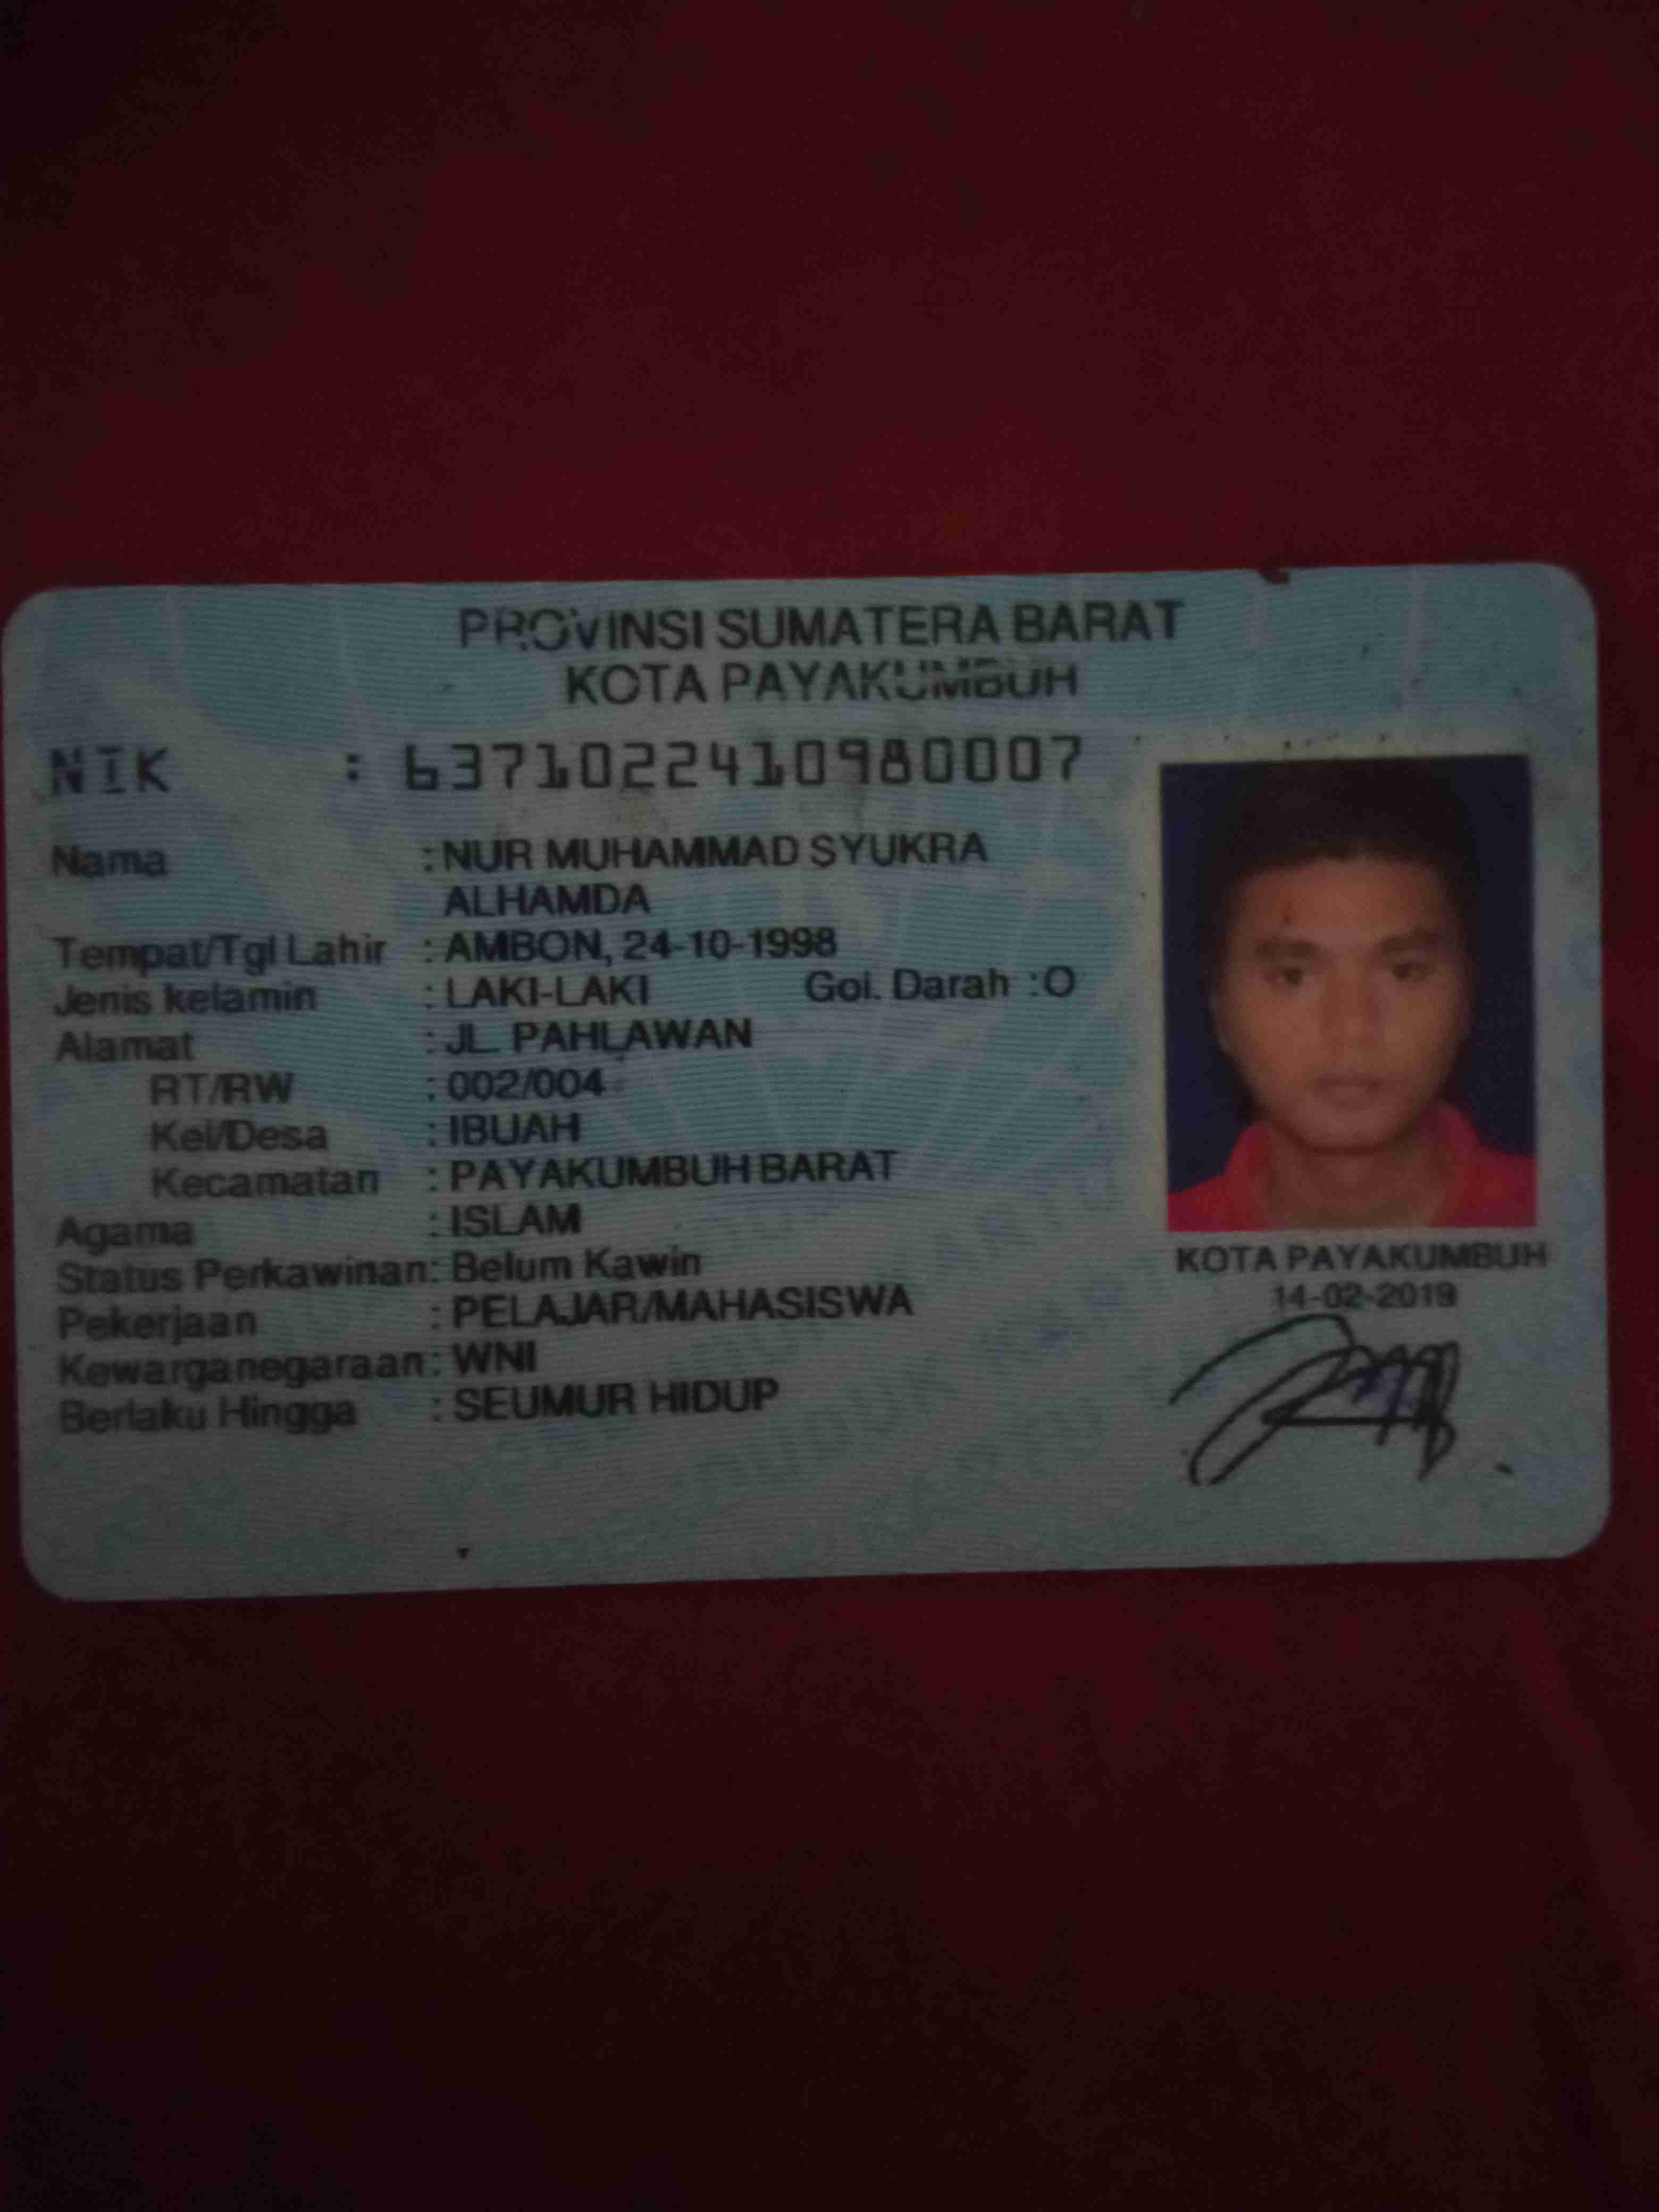 PROVINSI SUMATERA BARAT
KOTA PAYAKUMBUH
NIK : 6371022410980007
Nama : NUR MUHAMMAD SYUKRA
ALHAMDA
Tempat/Tgl Lahir : AMBON, 24-10-1998
Jenis kelamin : LAKI-LAKI Gol. Darah : O
Alamat : JL. PAHLAWAN
RT/RW : 002/004
Kel/Desa : IBUAH
Kecamatan : PAYAKUMBUH BARAT
Agama : ISLAM
Status Perkawinan: Belum Kawin
Pekerjaan : PELAJAR/MAHASISWA
Kewarganegaraan: WNI
Berlaku Hingga : SEUMUR HIDUP
KOTA PAYAKUMBUH
14-02-2019